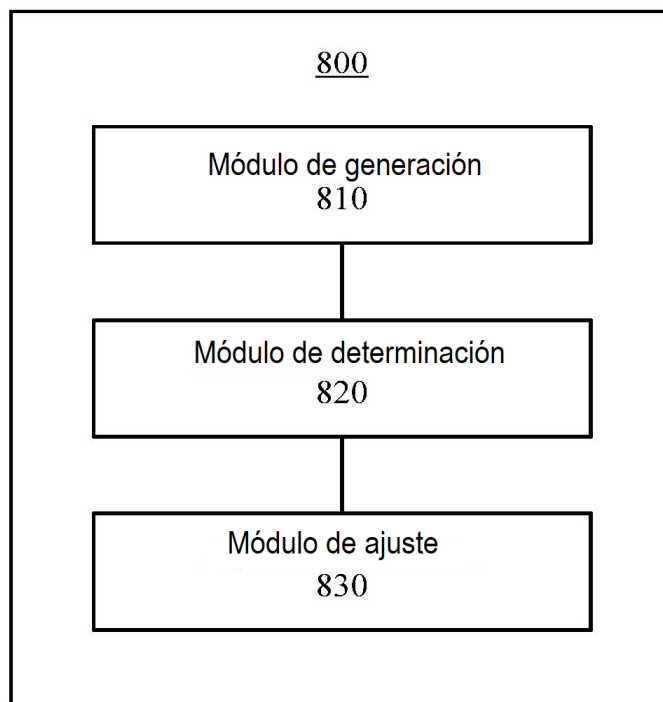 800
Módulo de generación
810
Módulo de determinación
820
Módulo de ajuste
830